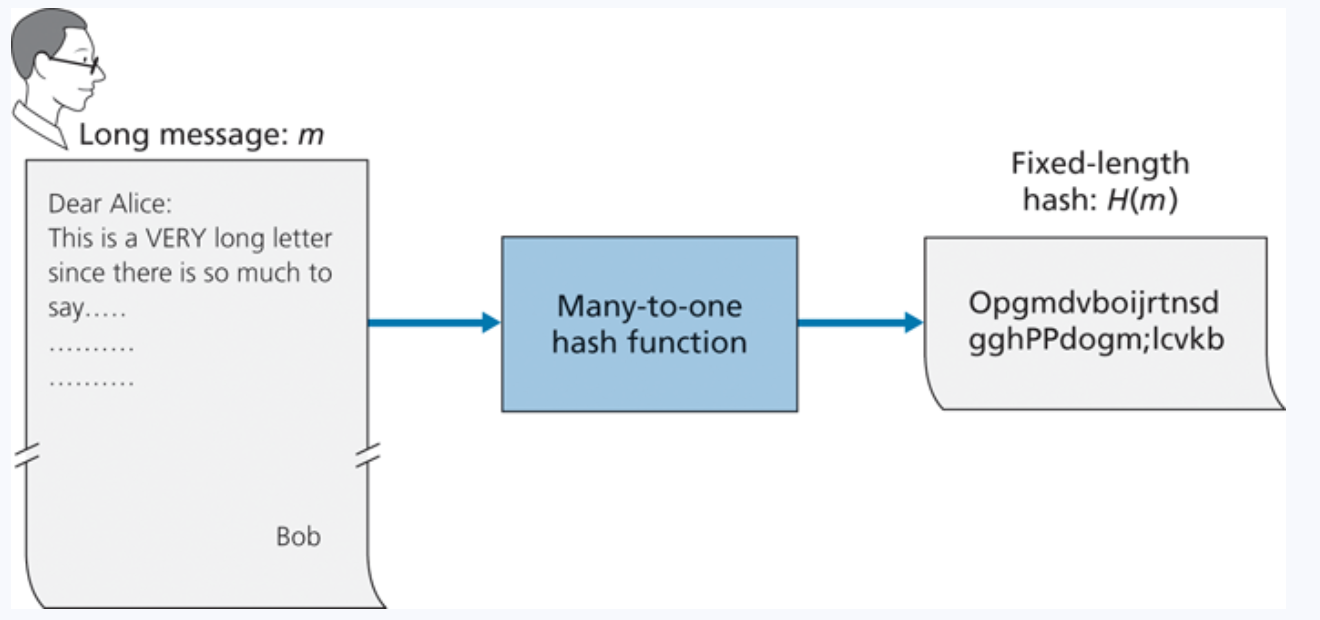 Long message: m
Dear Alice:
This is a VERY long letter
since there is so much to
say.....
..........
..........
Bob
Many-to-one
hash function
Fixed-length
hash: H(m)
Opgmdvboijrtnsd
gghPPdogm;lcvkb